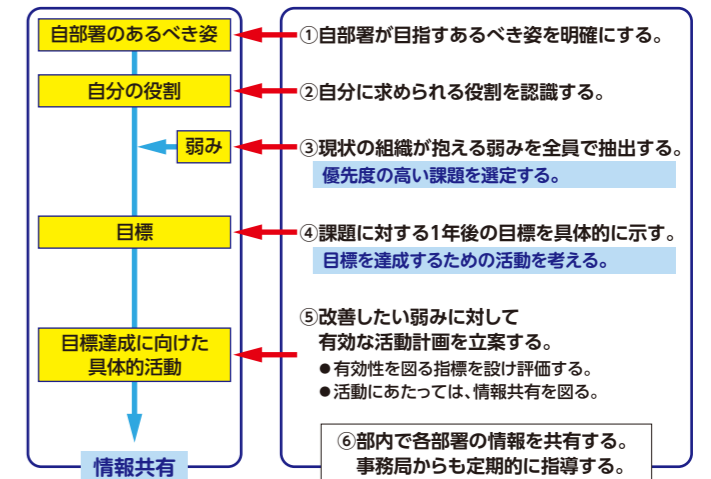 自部署のあるべき姿
①自部署が目指すあるべき姿を明確にする。
自分の役割
②自分に求められる役割を認識する。
弱み
③現状の組織が抱える弱みを全員で抽出する。
優先度の高い課題を選定する。
目標
④課題に対する1年後の目標を具体的に示す。
目標を達成するための活動を考える。
目標達成に向けた
具体的活動
⑤改善したい弱みに対して
有効な活動計画を立案する。
●有効性を図る指標を設け評価する。
●活動にあたっては、情報共有を図る。
情報共有
⑥部内で各部署の情報を共有する。
事務局からも定期的に指導する。